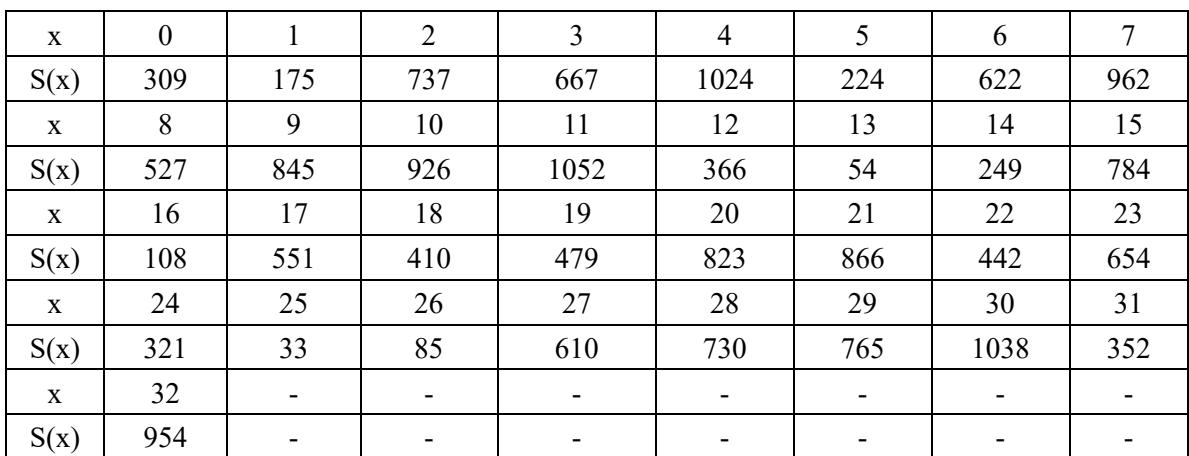 x 0 1 2 3 4 5 6 7
S(x) 309 175 737 667 1024 224 622 962
x 8 9 10 11 12 13 14 15
S(x) 527 845 926 1052 366 54 249 784
x 16 17 18 19 20 21 22 23
S(x) 108 551 410 479 823 866 442 654
x 24 25 26 27 28 29 30 31
S(x) 321 33 85 610 730 765 1038 352
x 32 - - - - - - -
S(x) 954 - - - - - - -